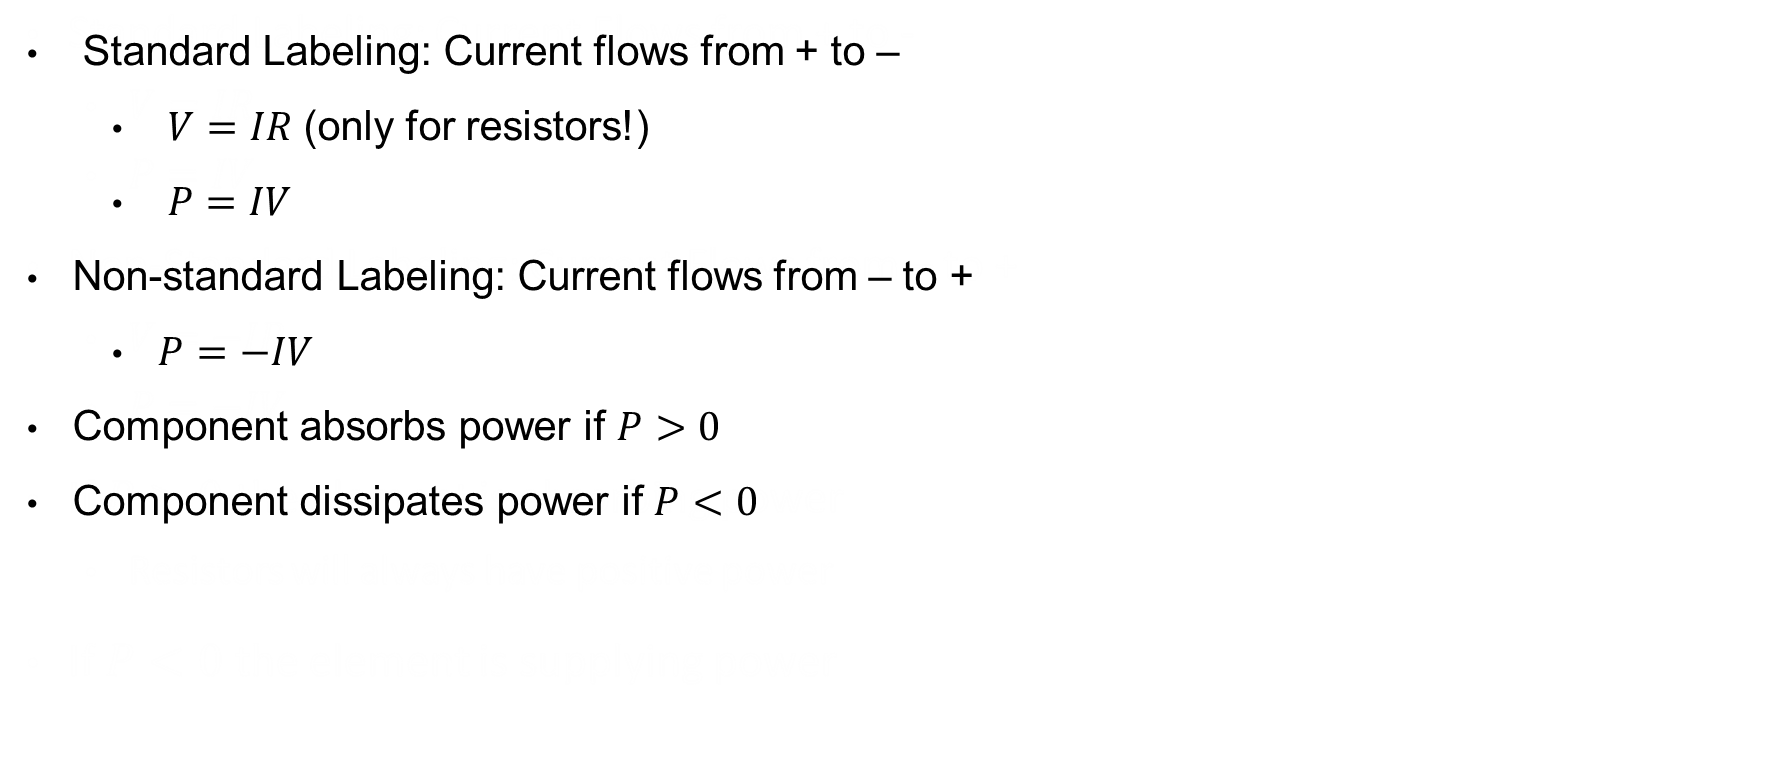 • Standard Labeling: Current flows from + to –
• V = IR (only for resistors!)
• P = IV
• Non-standard Labeling: Current flows from – to +
• P = −IV
• Component absorbs power if P > 0
• Component dissipates power if P < 0